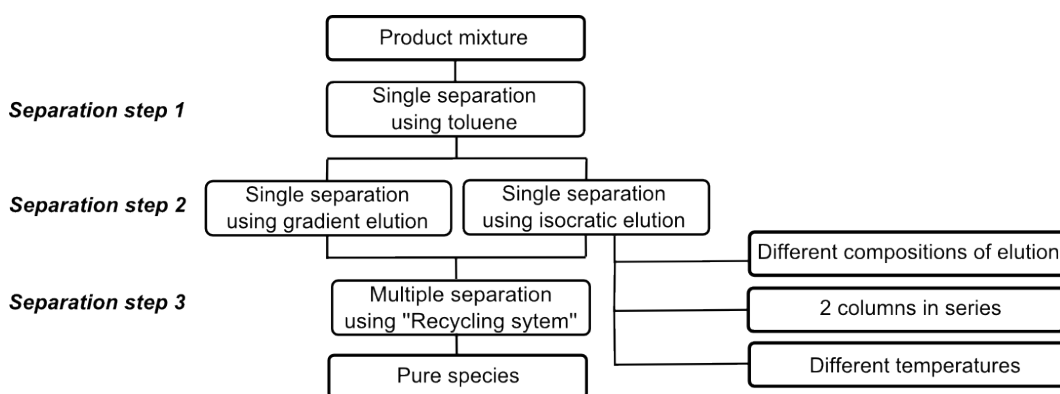 Product mixture
Separation step 1
Single separation
using toluene
Separation step 2
Single separation
using gradient elution
Single separation
using isocratic elution
Different compositions of elution
Separation step 3
Multiple separation
using "Recycling sytem"
2 columns in series
Pure species
Different temperatures